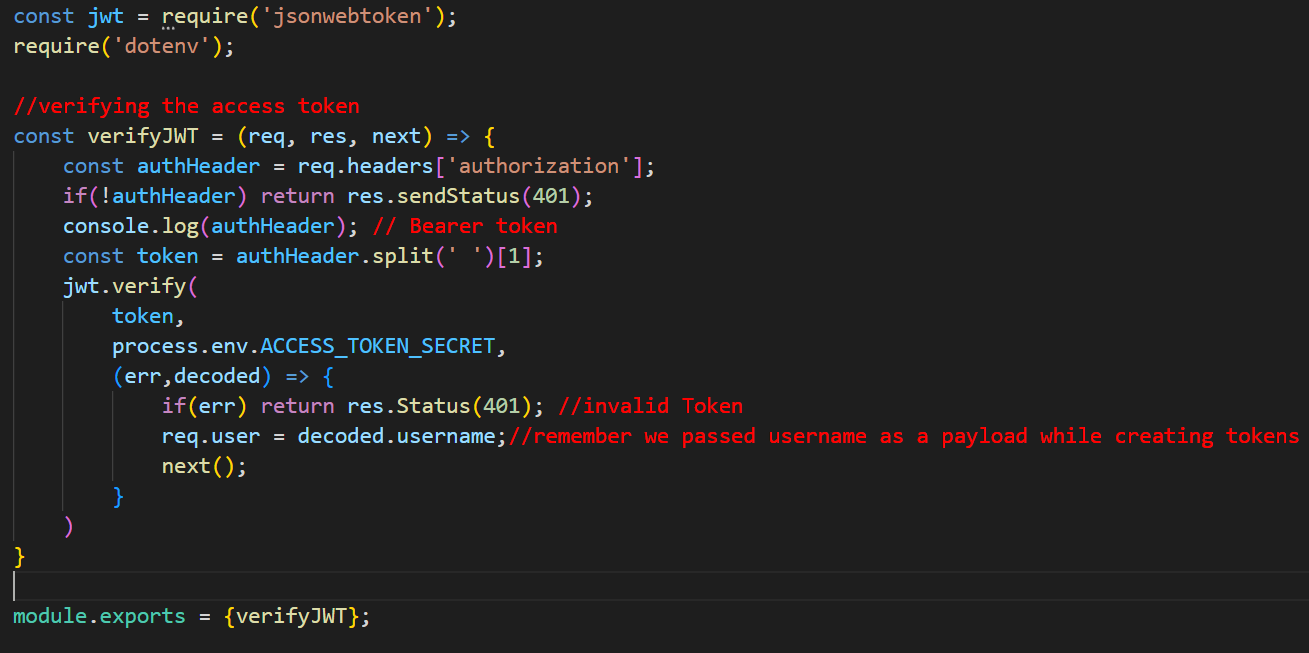 const jwt = require('jsonwebtoken');
require('dotenv');
//verifying the access token
const verifyJWT = (req, res, next) => {
    const authHeader = req.headers['authorization'];
    if(!authHeader) return res.sendStatus(401);
    console.log(authHeader); // Bearer token
    const token = authHeader.split(' ')[1];
    jwt.verify(
        token,
        process.env.ACCESS_TOKEN_SECRET,
        (err,decoded) => {
            if(err) return res.Status(401); //invalid Token
            req.user = decoded.username;//remember we passed username as a payload while creating tokens
            next();
        }
    )
}
module.exports = {verifyJWT};